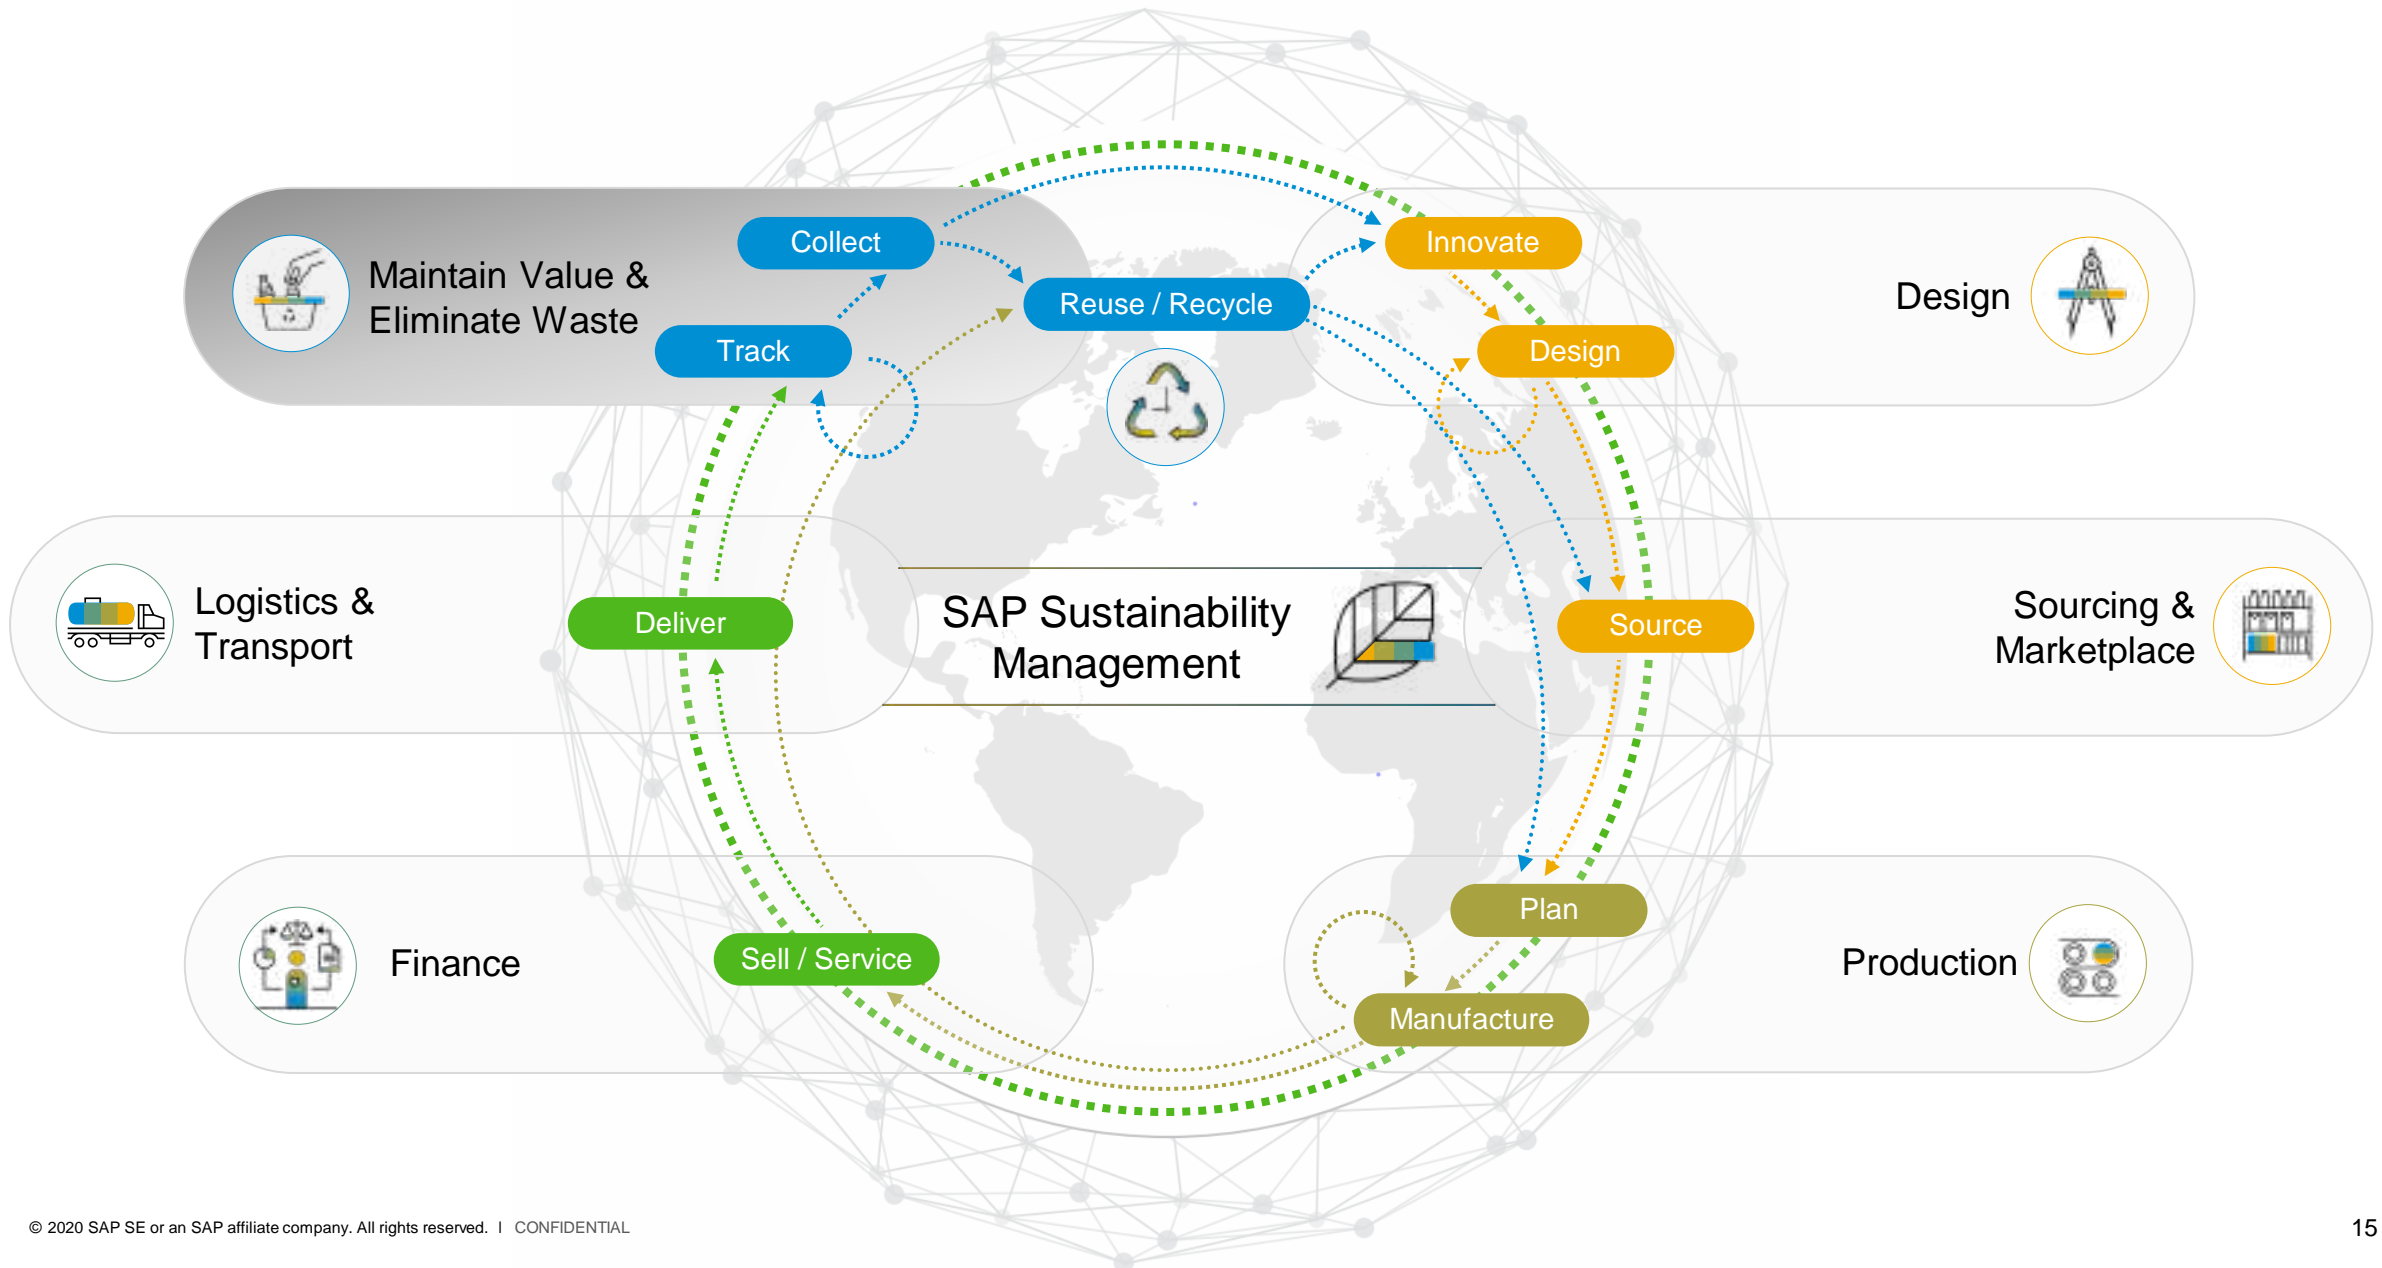 Collect
Innovate
Maintain Value &
Eliminate Waste
Reuse / Recycle
Design
Track
Design
Logistics &
Transport
Deliver
SAP Sustainability
Management
Source
Sourcing &
Marketplace
Plan
Finance
Sell / Service
Production
Manufacture
© 2020 SAP SE or an SAP affiliate company. All rights reserved. ǀ CONFIDENTIAL
15